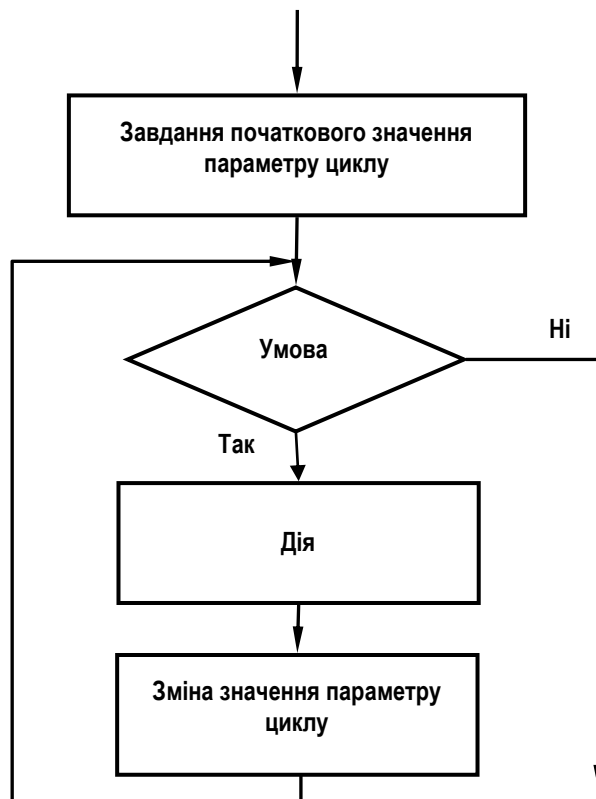 Завдання початкового значення
параметру циклу
Умова
Ні
Так
Дія
Зміна значення параметру
циклу